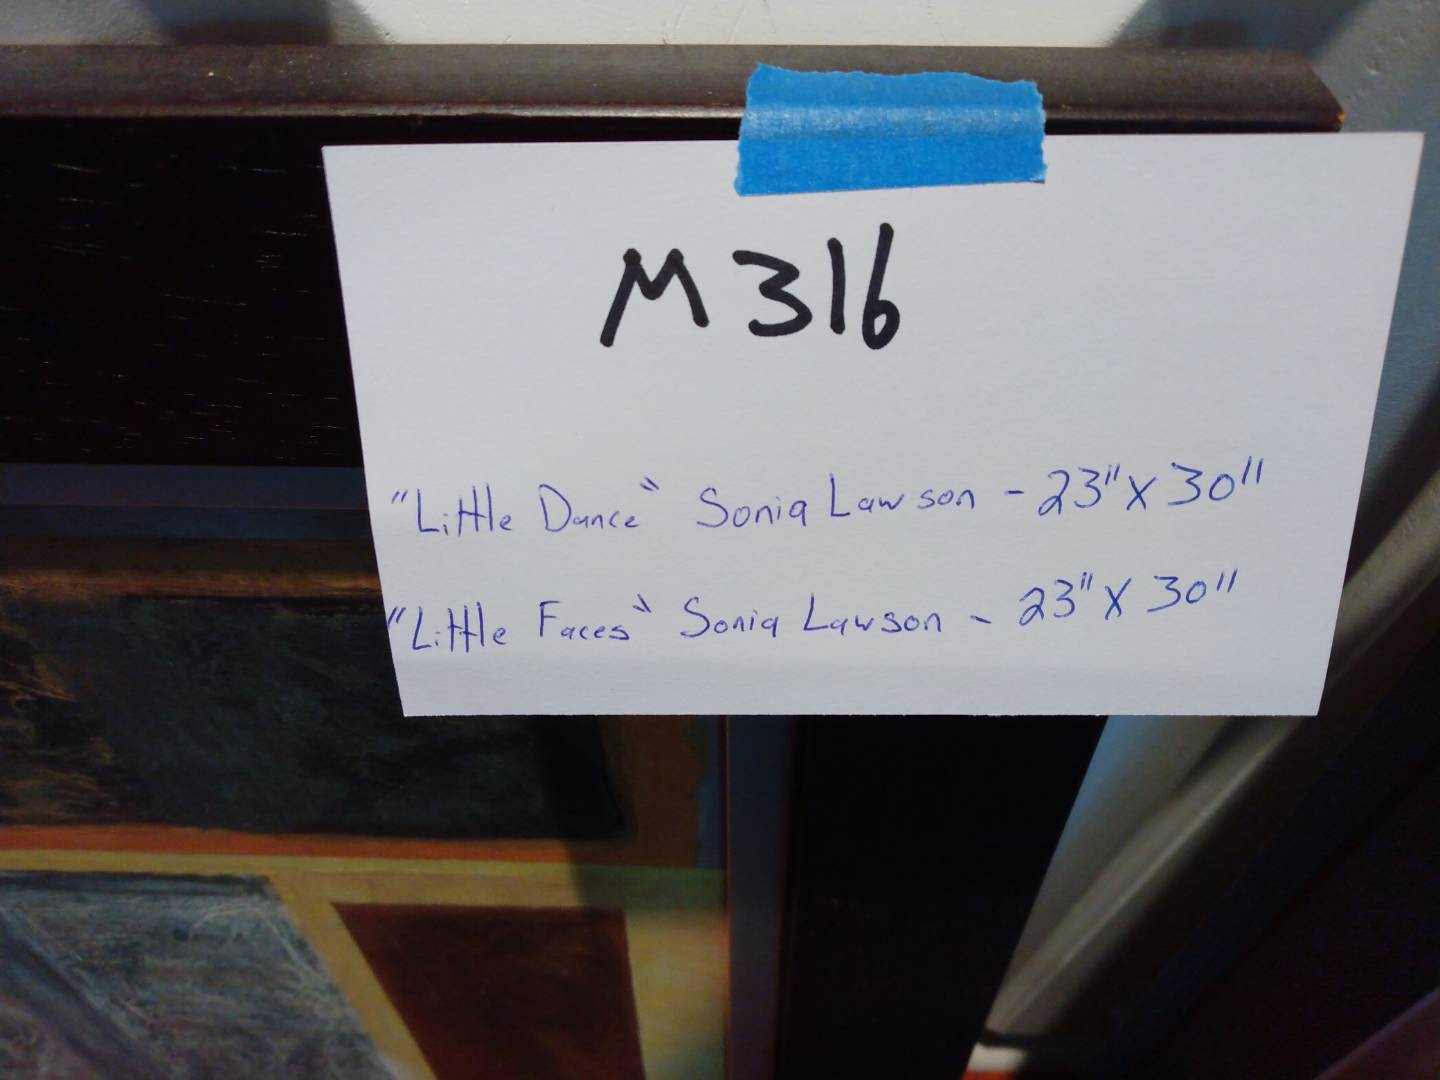 M316
"Little Dance" Sonia Lawson - 23" X 30"
"Little Faces" Sonia Lawson - 23" X 30"